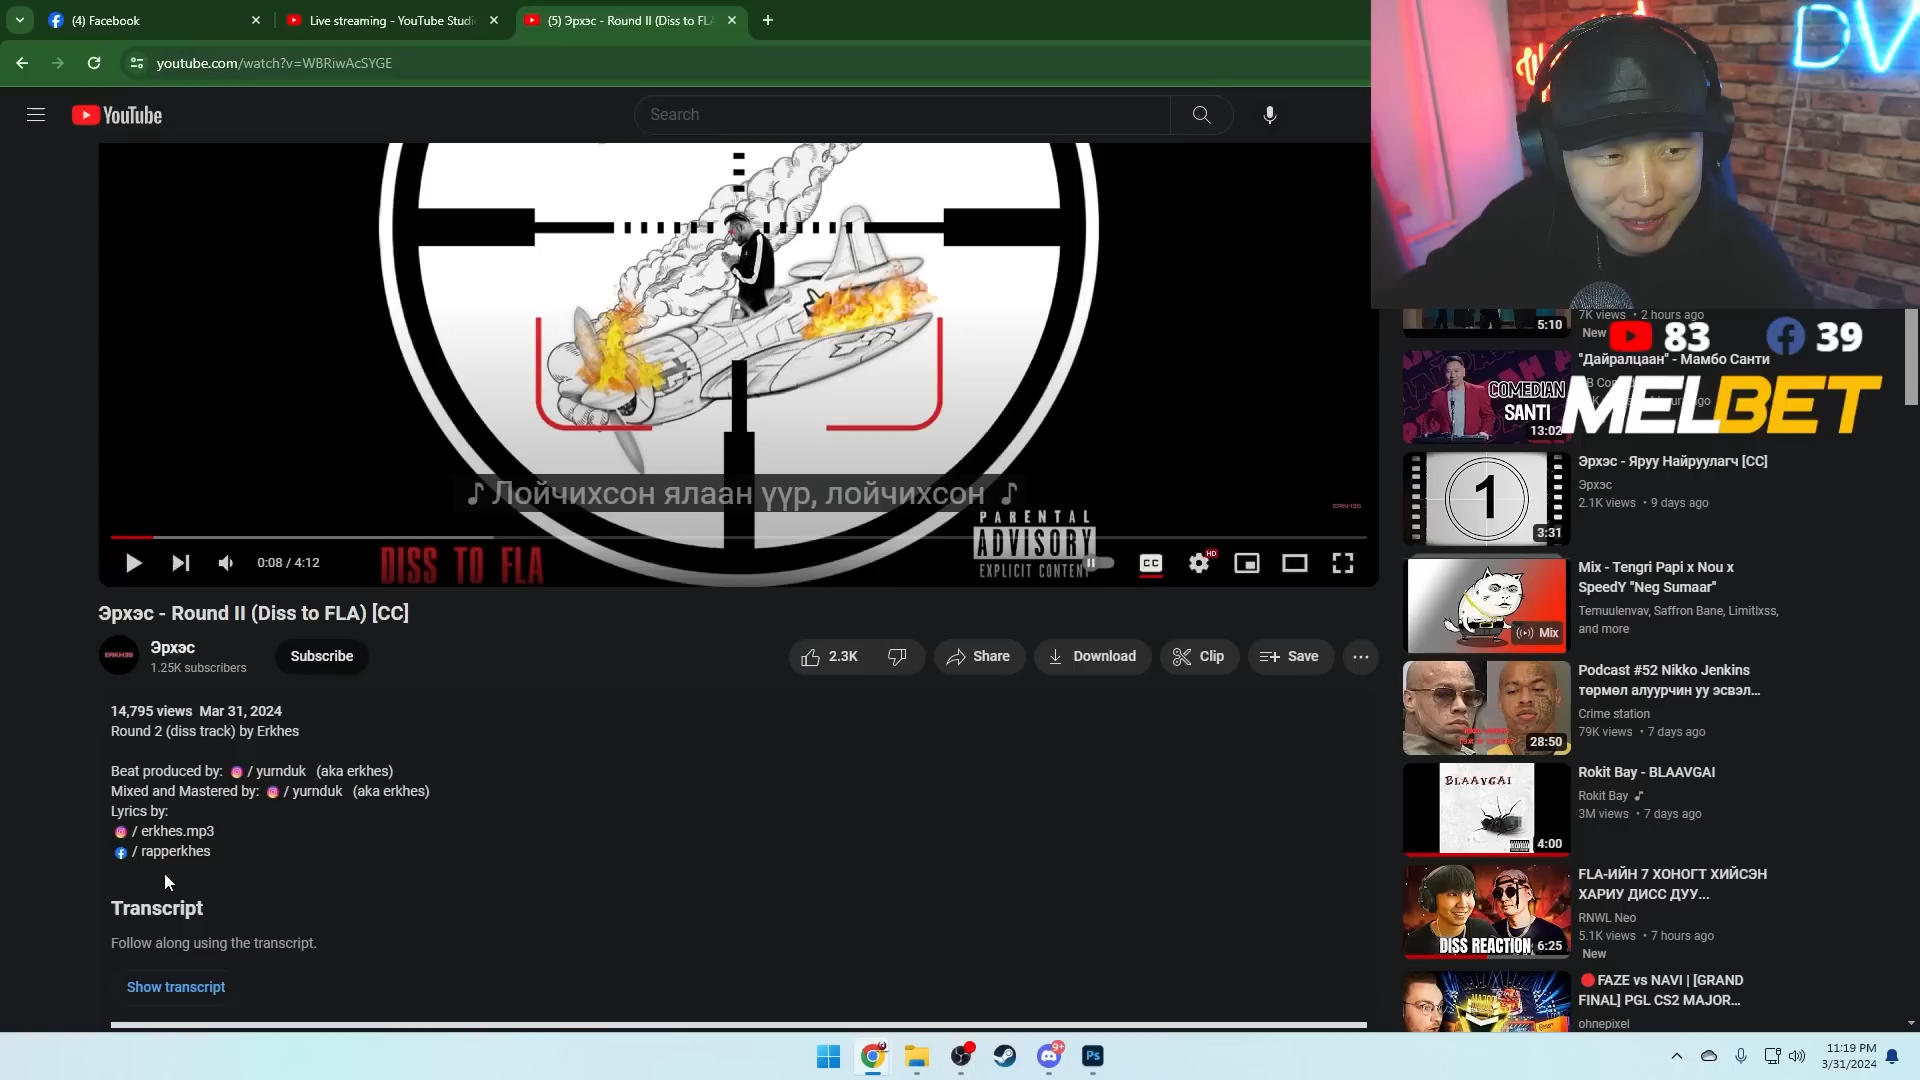 (4) Facebook
Live streaming - YouTube Studi
(5) Эрхэс - Round II (Diss to FLA
youtube.com/watch?v=WBRiwAcSYGE
YouTube
Search
♪ Лойчихсон ялаан үүр, лойчихсон ♪
ERKH3S
PARENTAL
ADVISORY
EXPLICIT CONTENT
DISS TO FLA
0:08 / 4:12
CC
HD
Эрхэс - Round II (Diss to FLA) [CC]
ERKH3S
Эрхэс
1.25K subscribers
Subscribe
2.3K
Share
Download
Clip
Save
14,795 views Mar 31, 2024
Round 2 (diss track) by Erkhes
Beat produced by: / yurnduk (aka erkhes)
Mixed and Mastered by: / yurnduk (aka erkhes)
Lyrics by:
/ erkhes.mp3
/ rapperkhes
Transcript
Follow along using the transcript.
Show transcript
DV
5:10
7K views • 2 hours ago
New
83
39
"Дайралцаан" - Мамбо Санти
COMEDIAN
SANTI
13:02
MELBET
1
3:31
Эрхэс - Яруу Найруулагч [CC]
Эрхэс
2.1K views • 9 days ago
Mix
Mix - Tengri Papi x Nou x
SpeedY "Neg Sumaar"
Temuulenvav, Saffron Bane, Limitlxss,
and more
28:50
Podcast #52 Nikko Jenkins
төрмөл алуурчин уу эсвэл...
Crime station
79K views • 7 days ago
BLAAVGAI
4:00
Rokit Bay - BLAAVGAI
Rokit Bay
3M views • 7 days ago
DISS REACTION
6:25
FLA-ИЙН 7 ХОНОГТ ХИЙСЭН
ХАРИУ ДИСС ДУУ...
RNWL Neo
5.1K views • 7 hours ago
New
MAJOR
FAZE vs NAVI | [GRAND
FINAL] PGL CS2 MAJOR...
ohnepixel
9+
Ps
11:19 PM
3/31/2024